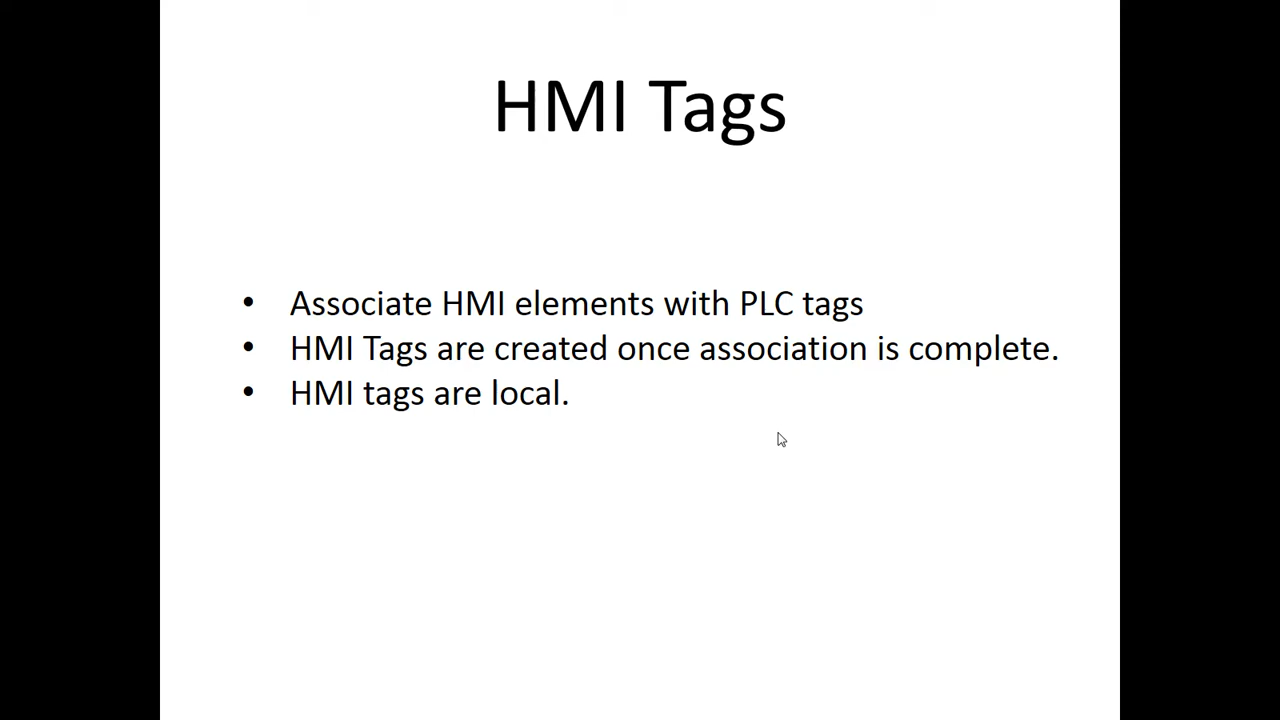 HMI Tags
• Associate HMI elements with PLC tags
• HMI Tags are created once association is complete.
• HMI tags are local.